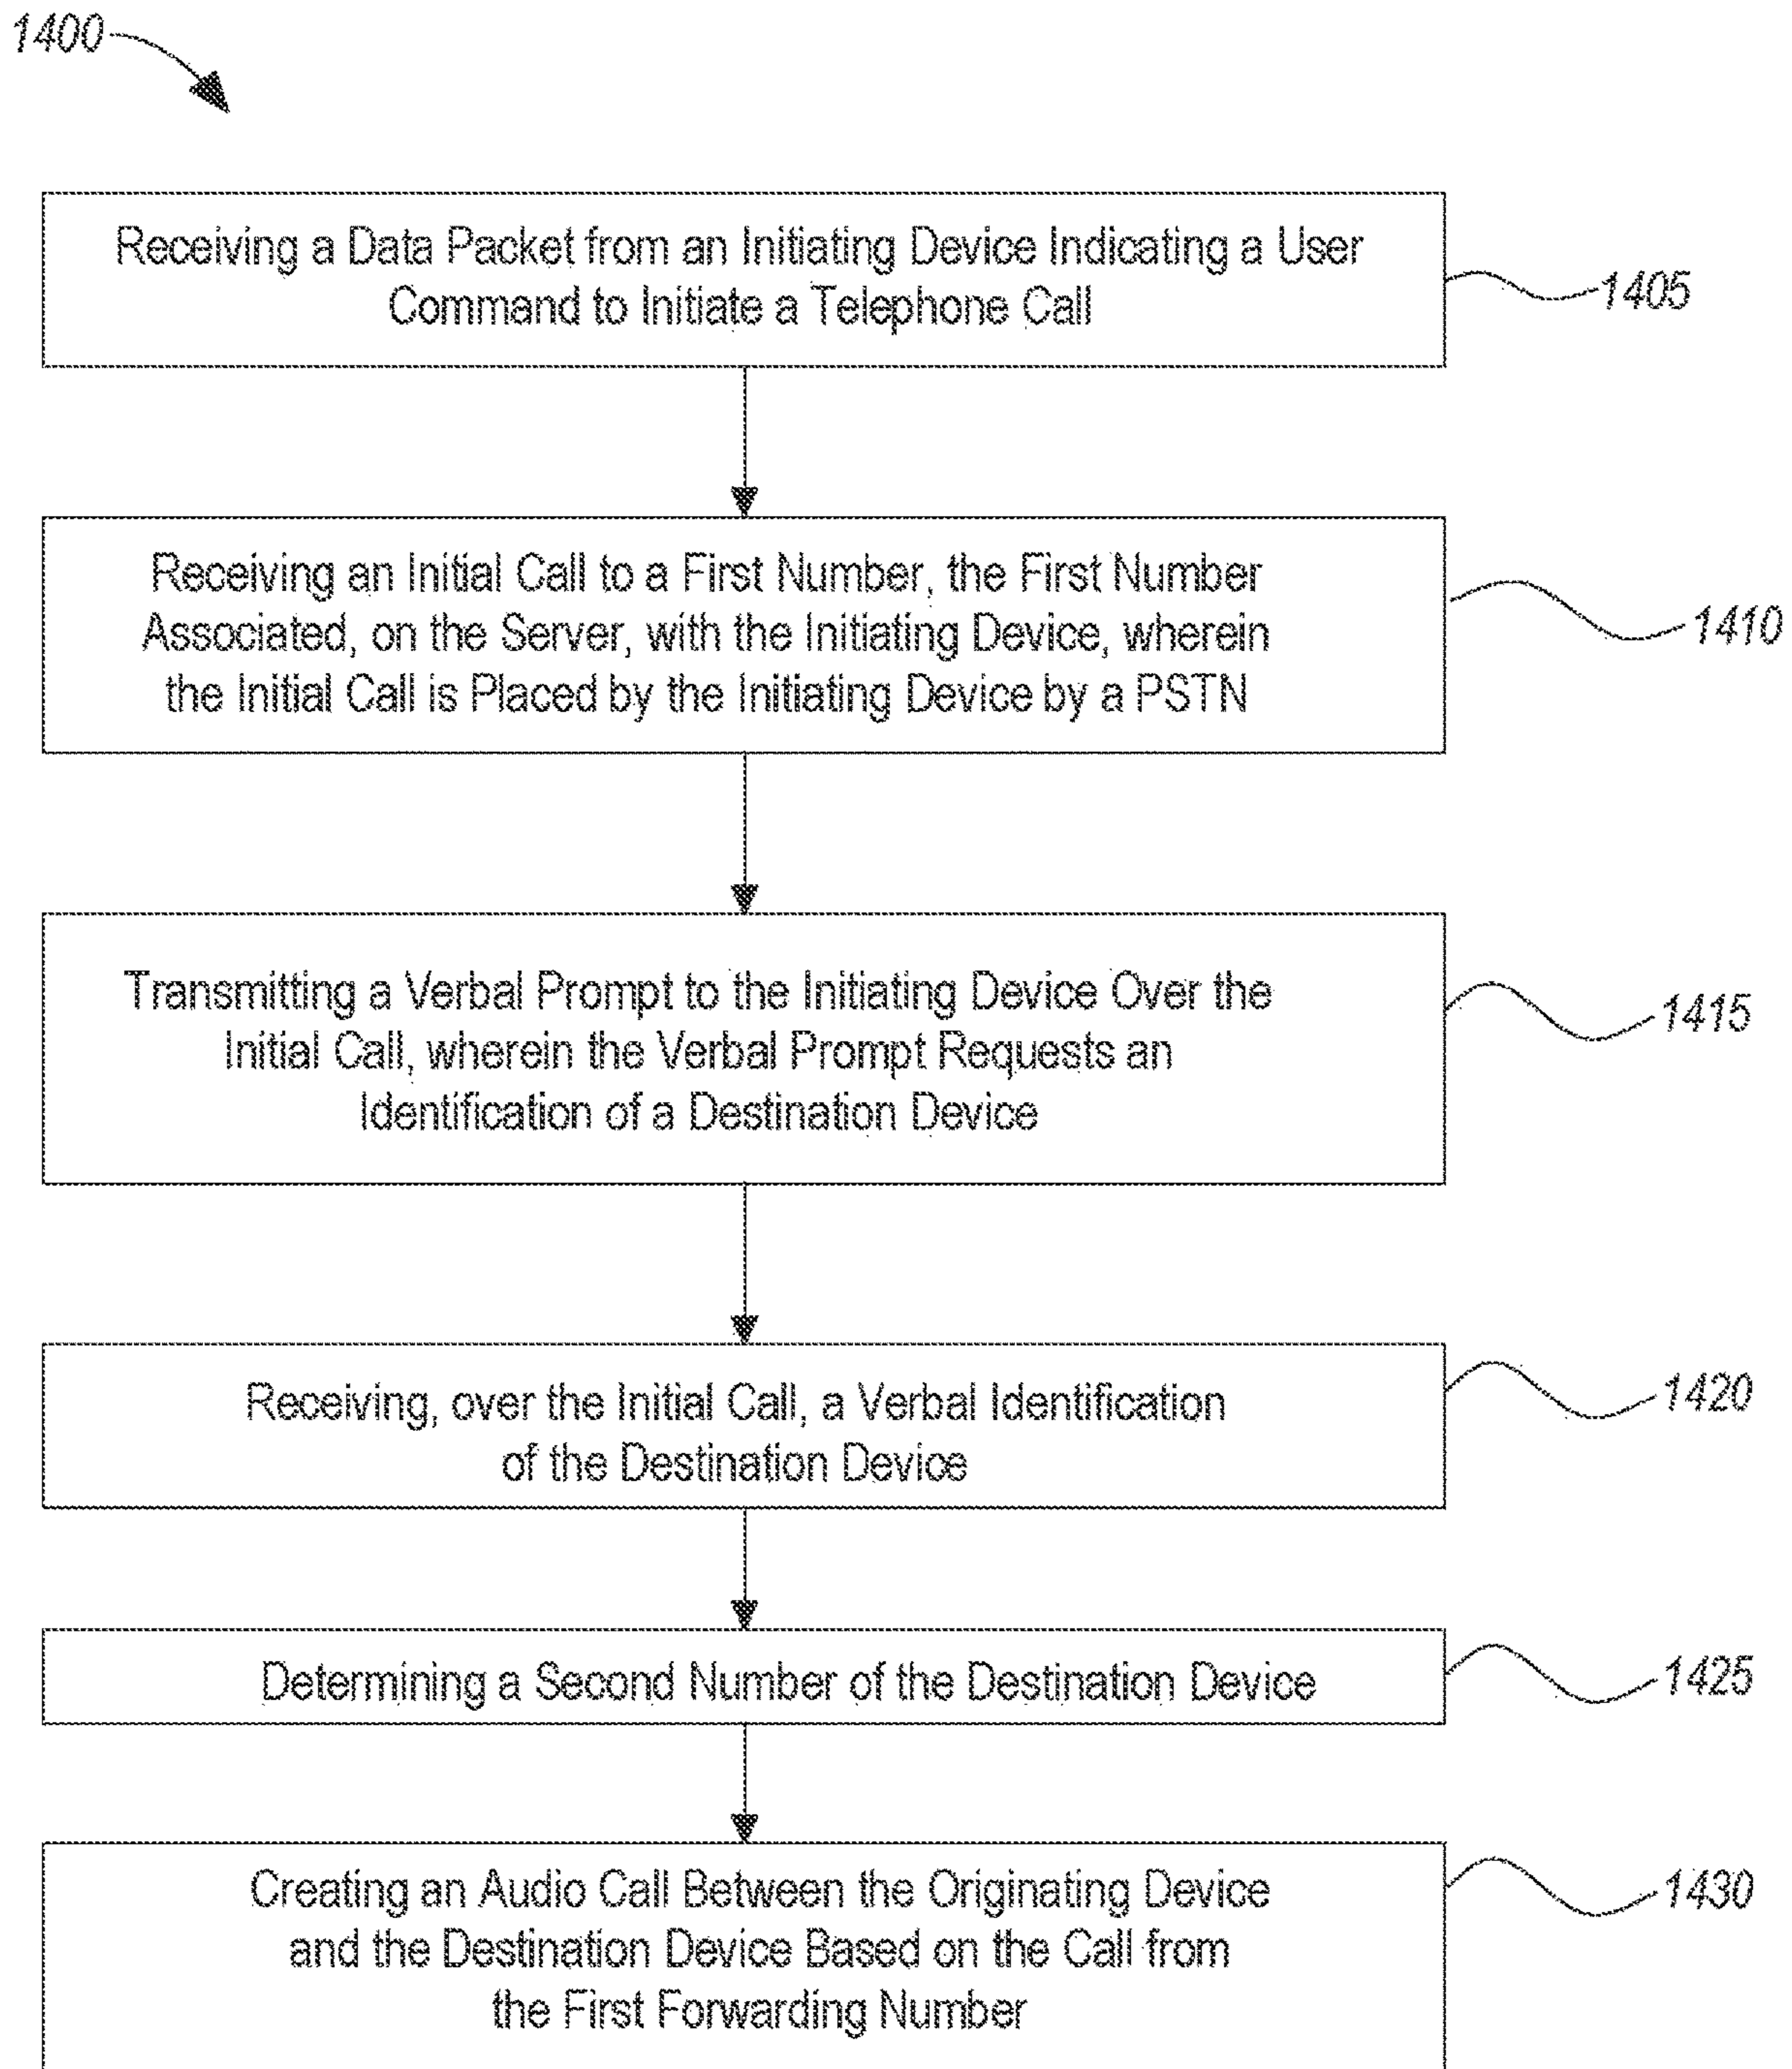 1400
Receiving a Data Packet from an Initiating Device Indicating a User
Command to Initiate a Telephone Call
1405
Receiving an Initial Call to a First Number, the First Number
Associated, on the Server, with the Initiating Device, wherein
the Initial Call is Placed by the Initiating Device by a PSTN
1410
Transmitting a Verbal Prompt to the Initiating Device Over the
Initial Call, wherein the Verbal Prompt Requests an
Identification of a Destination Device
1415
Receiving, over the Initial Call, a Verbal Identification
of the Destination Device
1420
Determining a Second Number of the Destination Device
1425
Creating an Audio Call Between the Originating Device
and the Destination Device Based on the Call from
the First Forwarding Number
1430